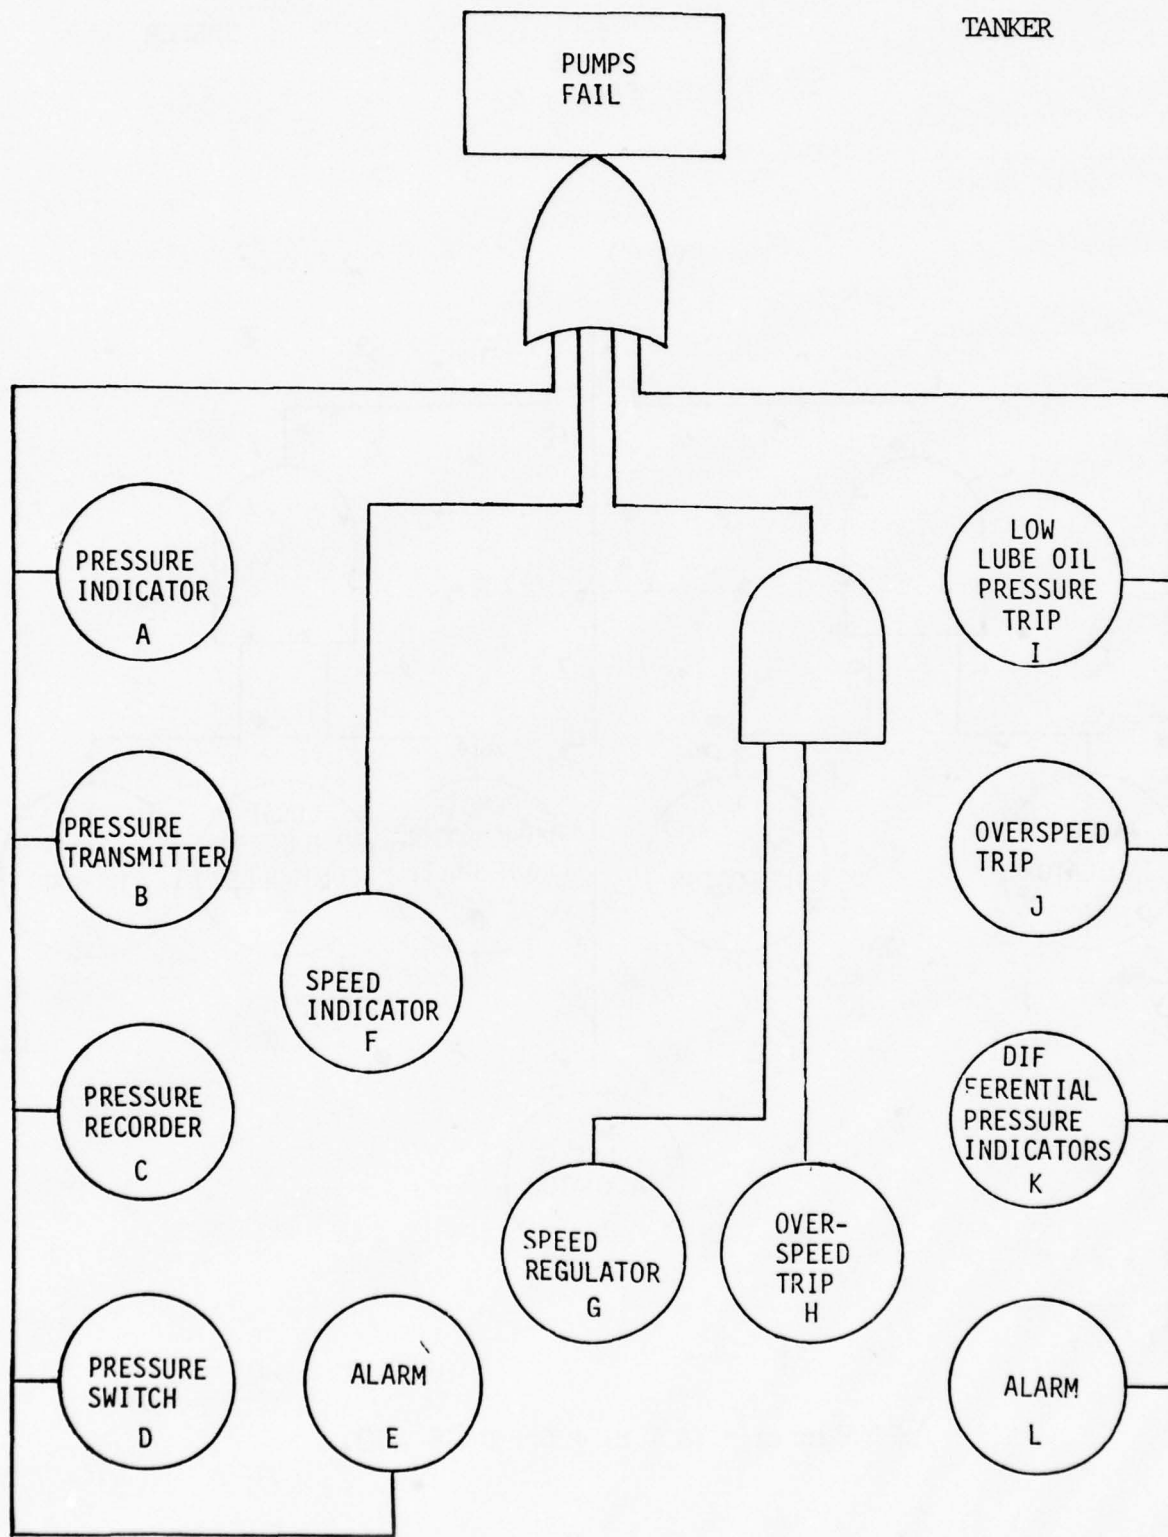 TANKER
PUMPS
FAIL
PRESSURE
INDICATOR
A
LOW
LUBE OIL
PRESSURE
TRIP
I
PRESSURE
TRANSMITTER
B
OVERSPEED
TRIP
J
SPEED
INDICATOR
F
PRESSURE
RECORDER
C
DIF
FERENTIAL
PRESSURE
INDICATORS
K
SPEED
REGULATOR
G
OVER-
SPEED
TRIP
H
PRESSURE
SWITCH
D
ALARM
E
ALARM
L